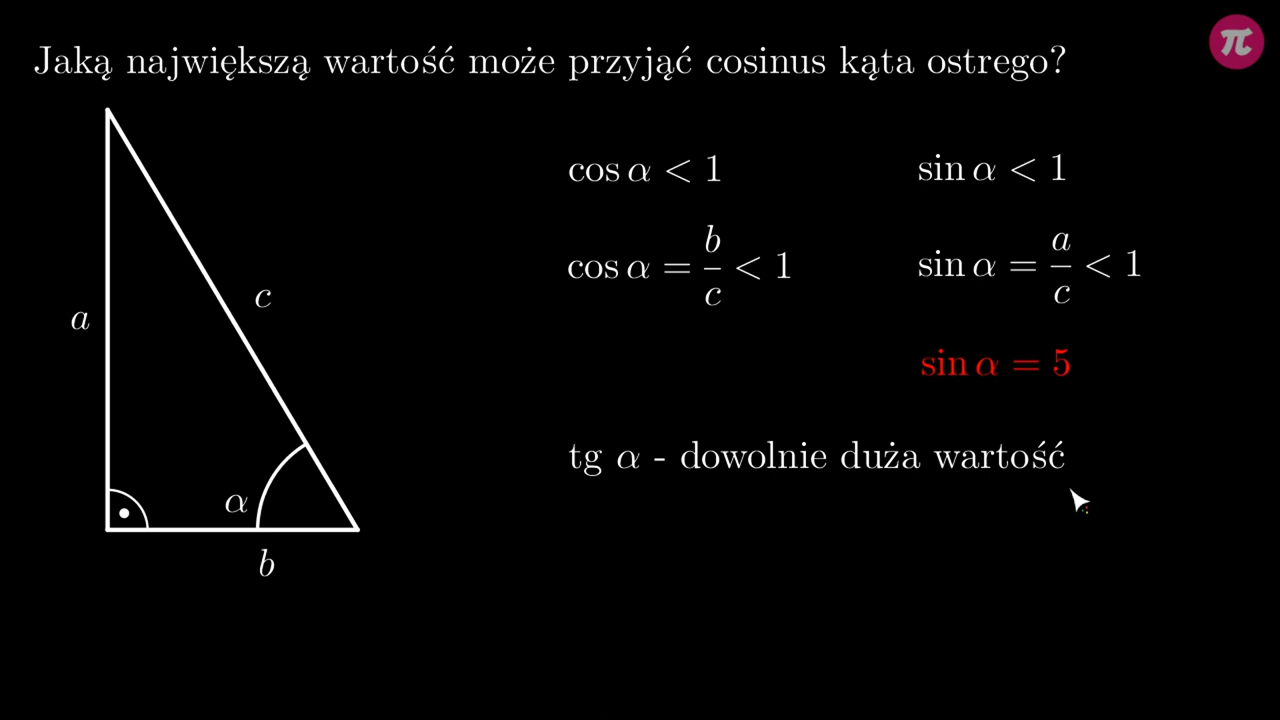 Jaką największą wartość może przyjąć cosinus kąta ostrego?
π
cos α < 1
sin α < 1
cos α = b/c < 1
sin α = a/c < 1
c
a
sin α = 5
tg α - dowolnie duża wartość
α
b